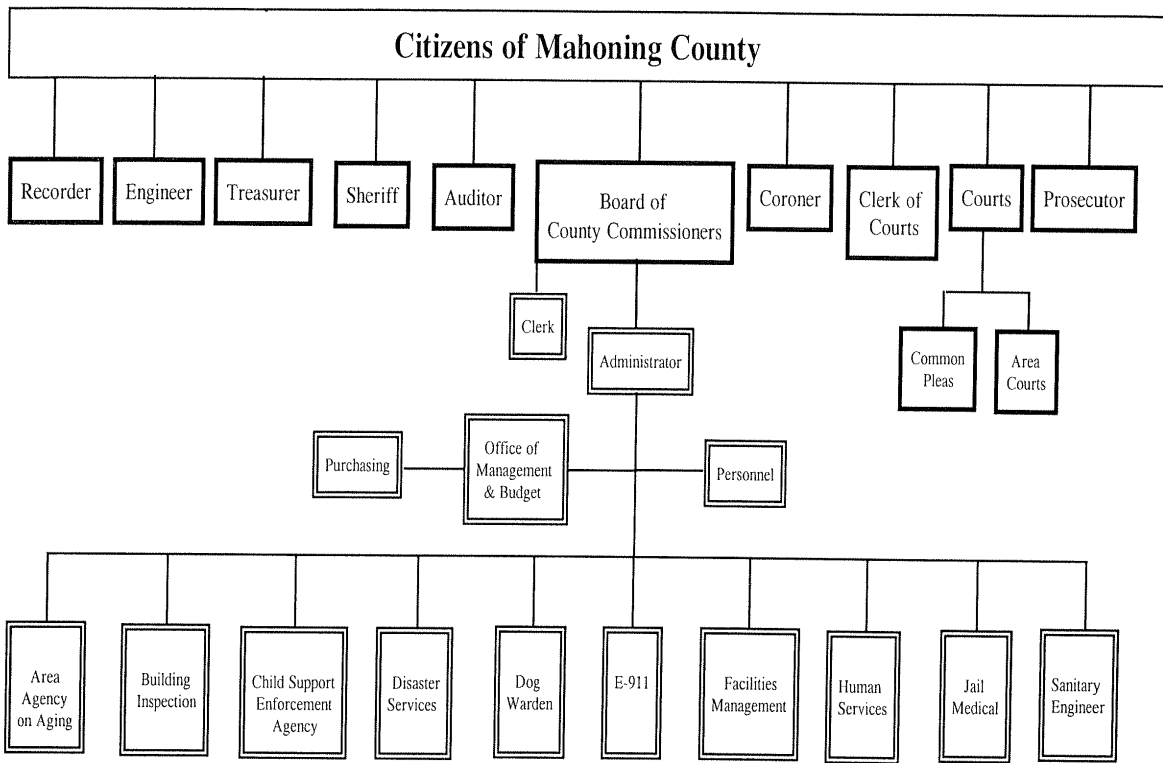 Citizens of Mahoning County
Recorder
Engineer
Treasurer
Sheriff
Auditor
Board of
County Commissioners
Coroner
Clerk of
Courts
Courts
Prosecutor
Clerk
Administrator
Common
Pleas
Area
Courts
Purchasing
Office of
Management
& Budget
Personnel
Area
Agency
on Aging
Building
Inspection
Child Support
Enforcement
Agency
Disaster
Services
Dog
Warden
E-911
Facilities
Management
Human
Services
Jail
Medical
Sanitary
Engineer